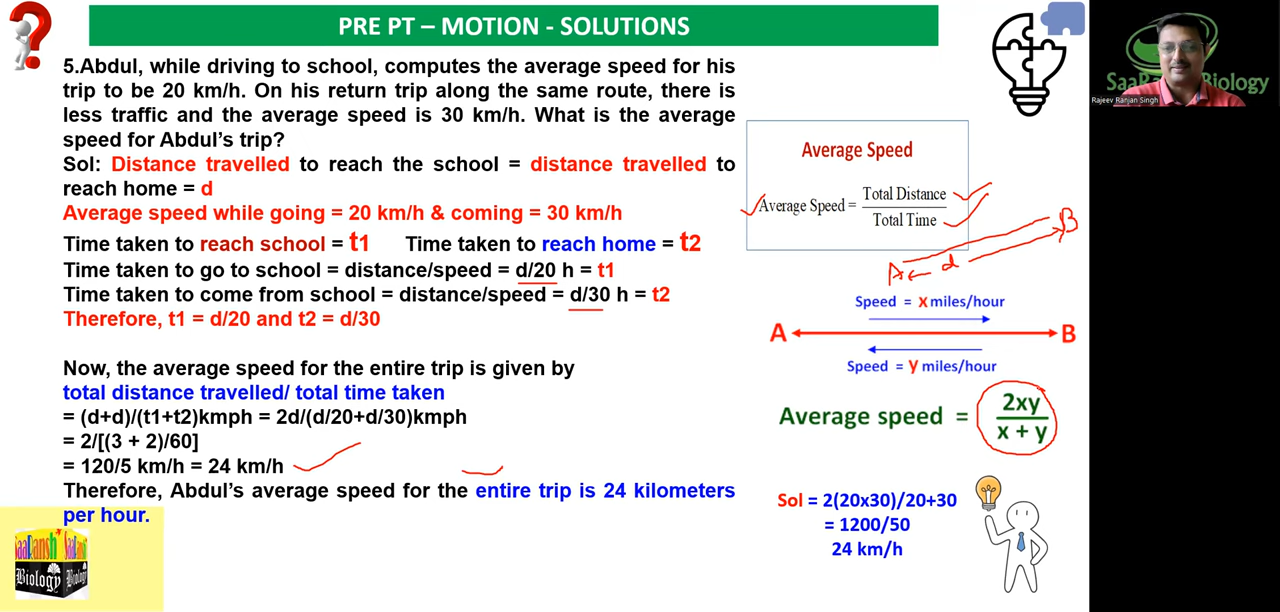 PRE PT – MOTION - SOLUTIONS
5.Abdul, while driving to school, computes the average speed for his
trip to be 20 km/h. On his return trip along the same route, there is
less traffic and the average speed is 30 km/h. What is the average
speed for Abdul’s trip?
Sol: Distance travelled to reach the school = distance travelled to
reach home = d
Average speed while going = 20 km/h & coming = 30 km/h
Time taken to reach school = t1 Time taken to reach home = t2
Time taken to go to school = distance/speed = d/20 h = t1
Time taken to come from school = distance/speed = d/30 h = t2
Therefore, t1 = d/20 and t2 = d/30
Now, the average speed for the entire trip is given by
total distance travelled/ total time taken
= (d+d)/(t1+t2)kmph = 2d/(d/20+d/30)kmph
= 2/[(3 + 2)/60]
= 120/5 km/h = 24 km/h
Therefore, Abdul’s average speed for the entire trip is 24 kilometers
per hour.
SaaRansh SaaRansh
Biology Biology
Average Speed
Average Speed = Total Distance
Total Time
A d B
Speed = x miles/hour
A B
Speed = y miles/hour
Average speed = 2xy
x + y
Sol = 2(20x30)/20+30
= 1200/50
24 km/h
Rajeev Ranjan Singh